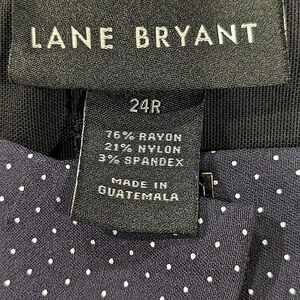 LANE BRYANT
24R
76% RAYON
21% NYLON
3% SPANDEX
MADE IN
GUATEMALA